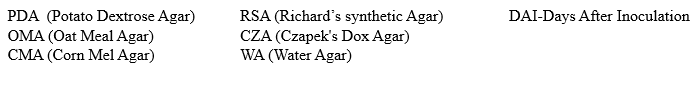 PDA (Potato Dextrose Agar) RSA (Richard's synthetic Agar) DAI-Days After Inoculation
OMA (Oat Meal Agar) CZA (Czapek's Dox Agar)
CMA (Corn Mel Agar) WA (Water Agar)